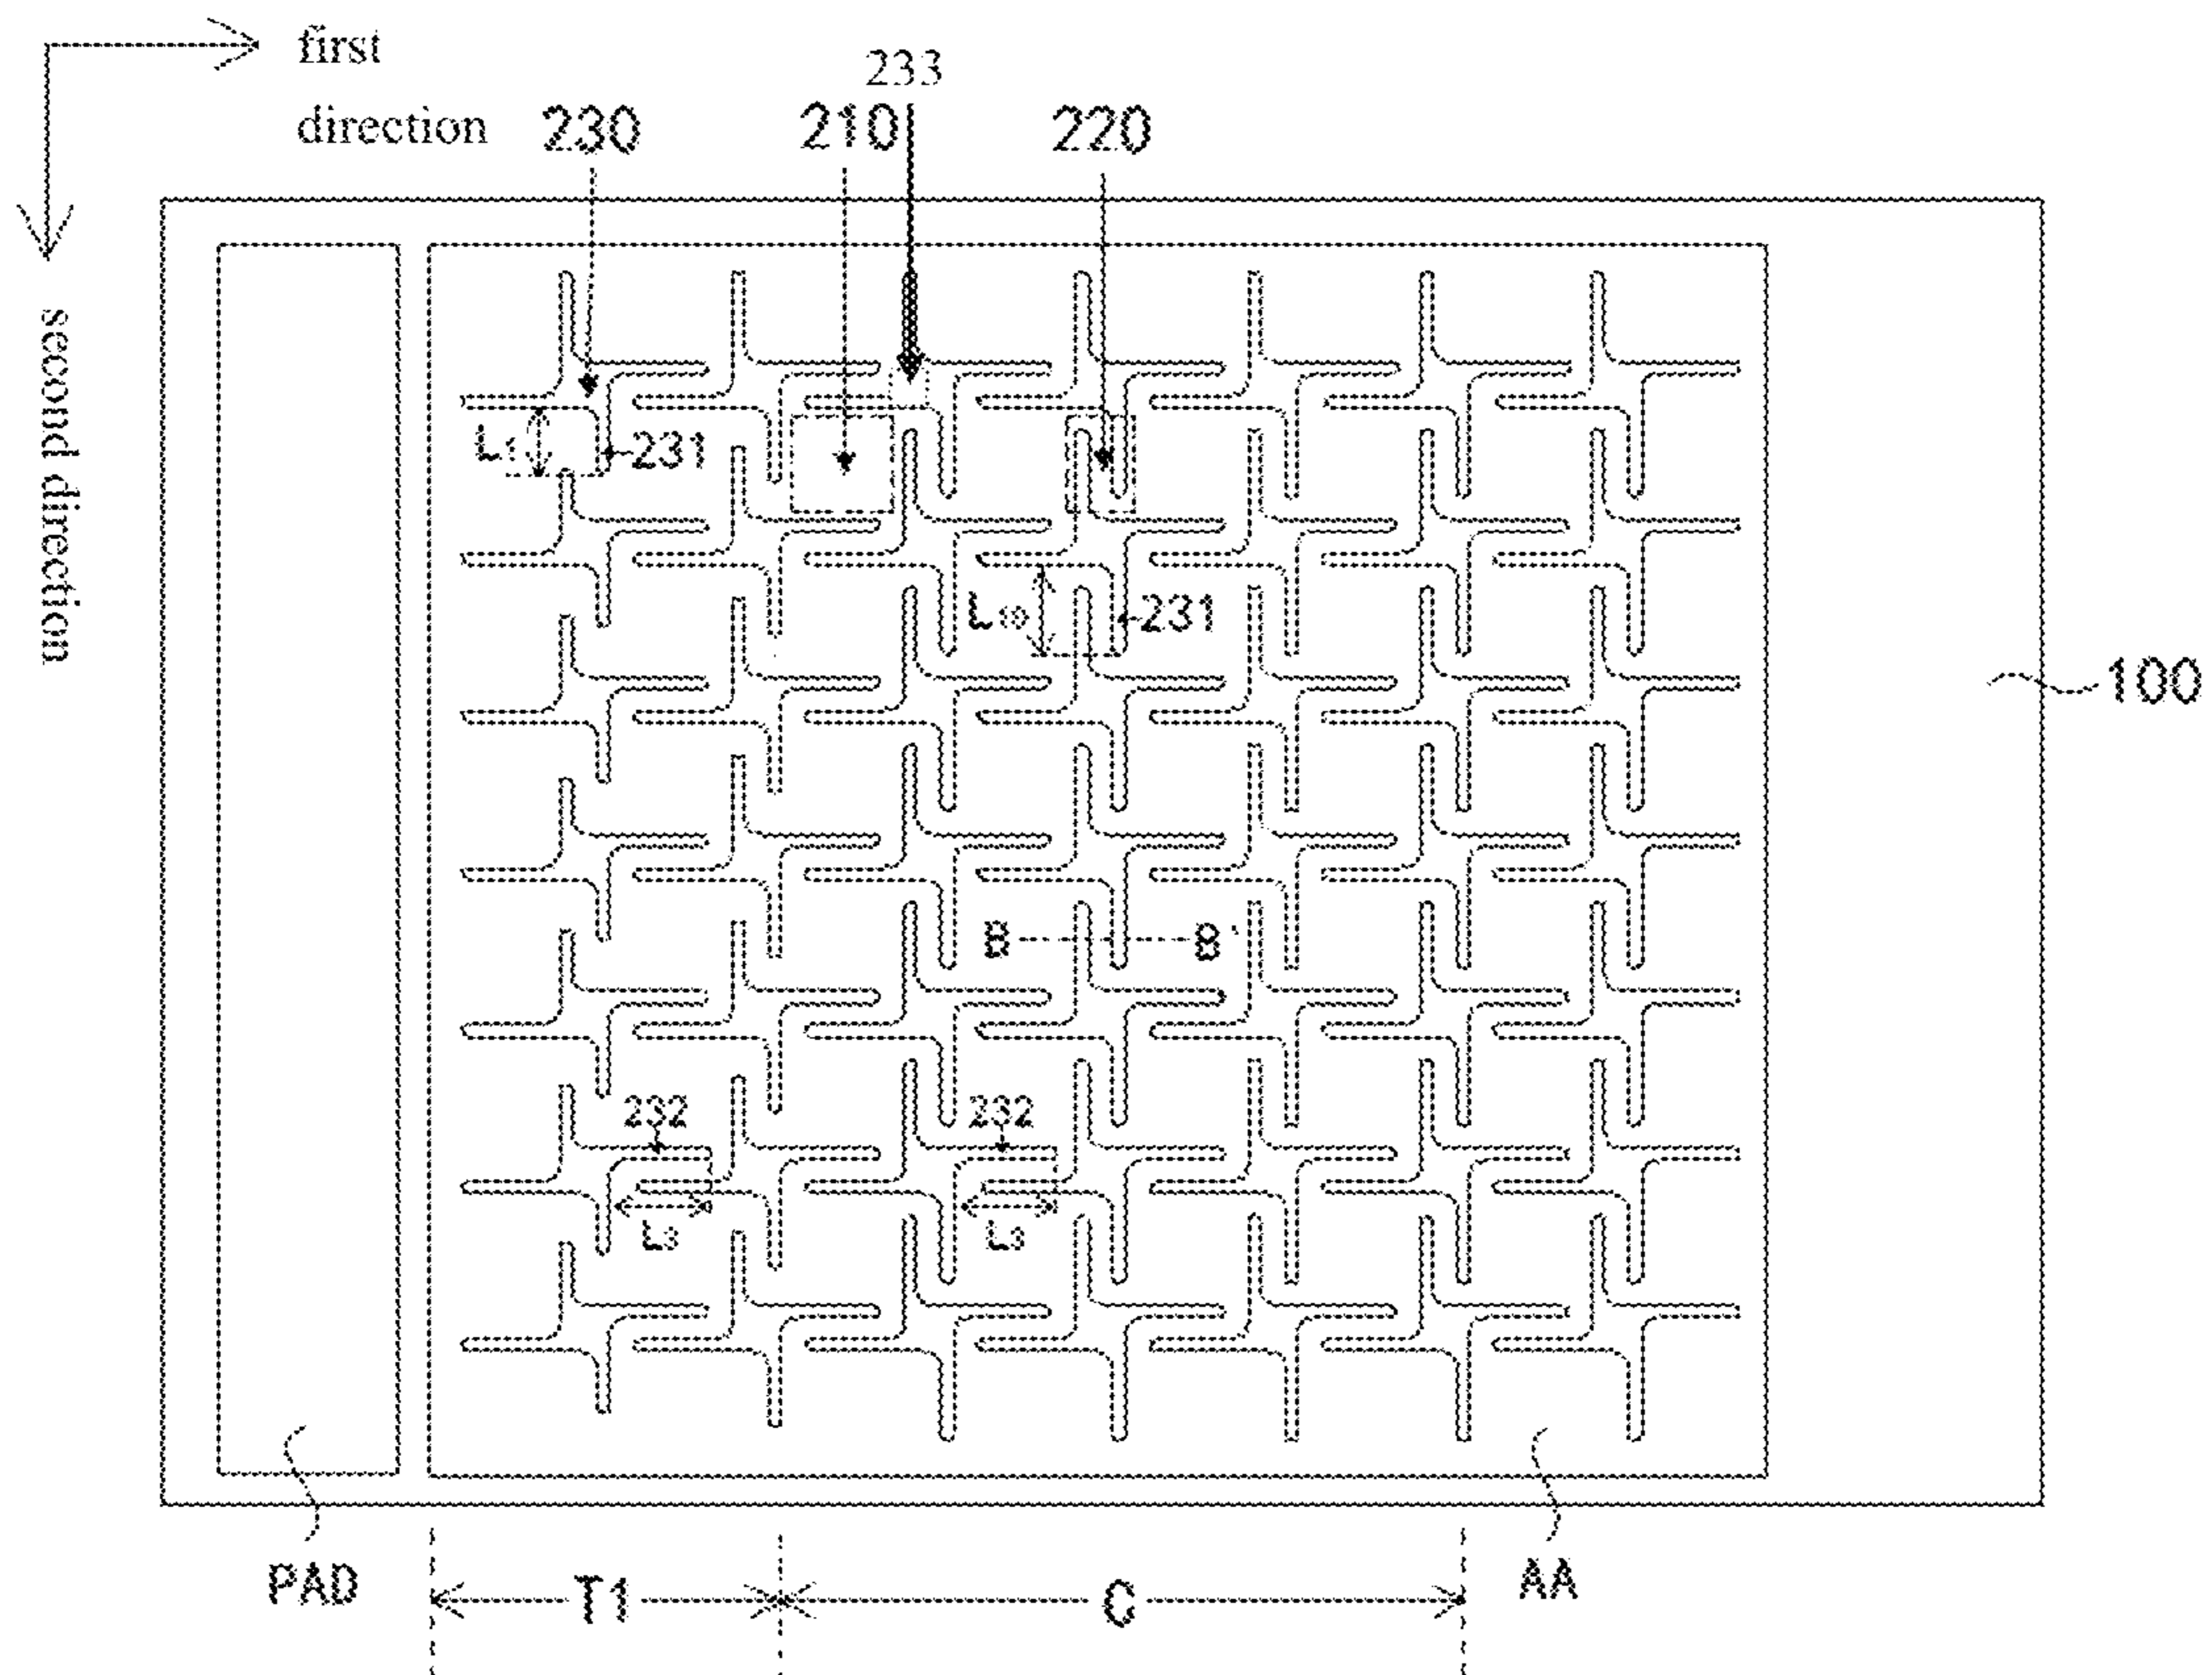 first
direction
233
230
210
220
second direction
L1
231
L10
231
100
B
B'
232
232
L3
L3
PAD
AA
T1
C